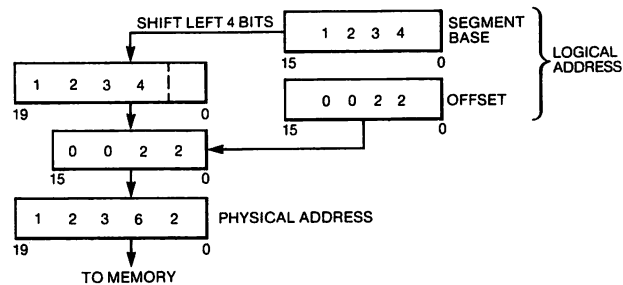 SHIFT LEFT 4 BITS
1 2 3 4
SEGMENT
BASE
15 0
LOGICAL
ADDRESS
1 2 3 4
19 0
0 0 2 2
OFFSET
15 0
0 0 2 2
15 0
1 2 3 6 2
PHYSICAL ADDRESS
19 0
TO MEMORY